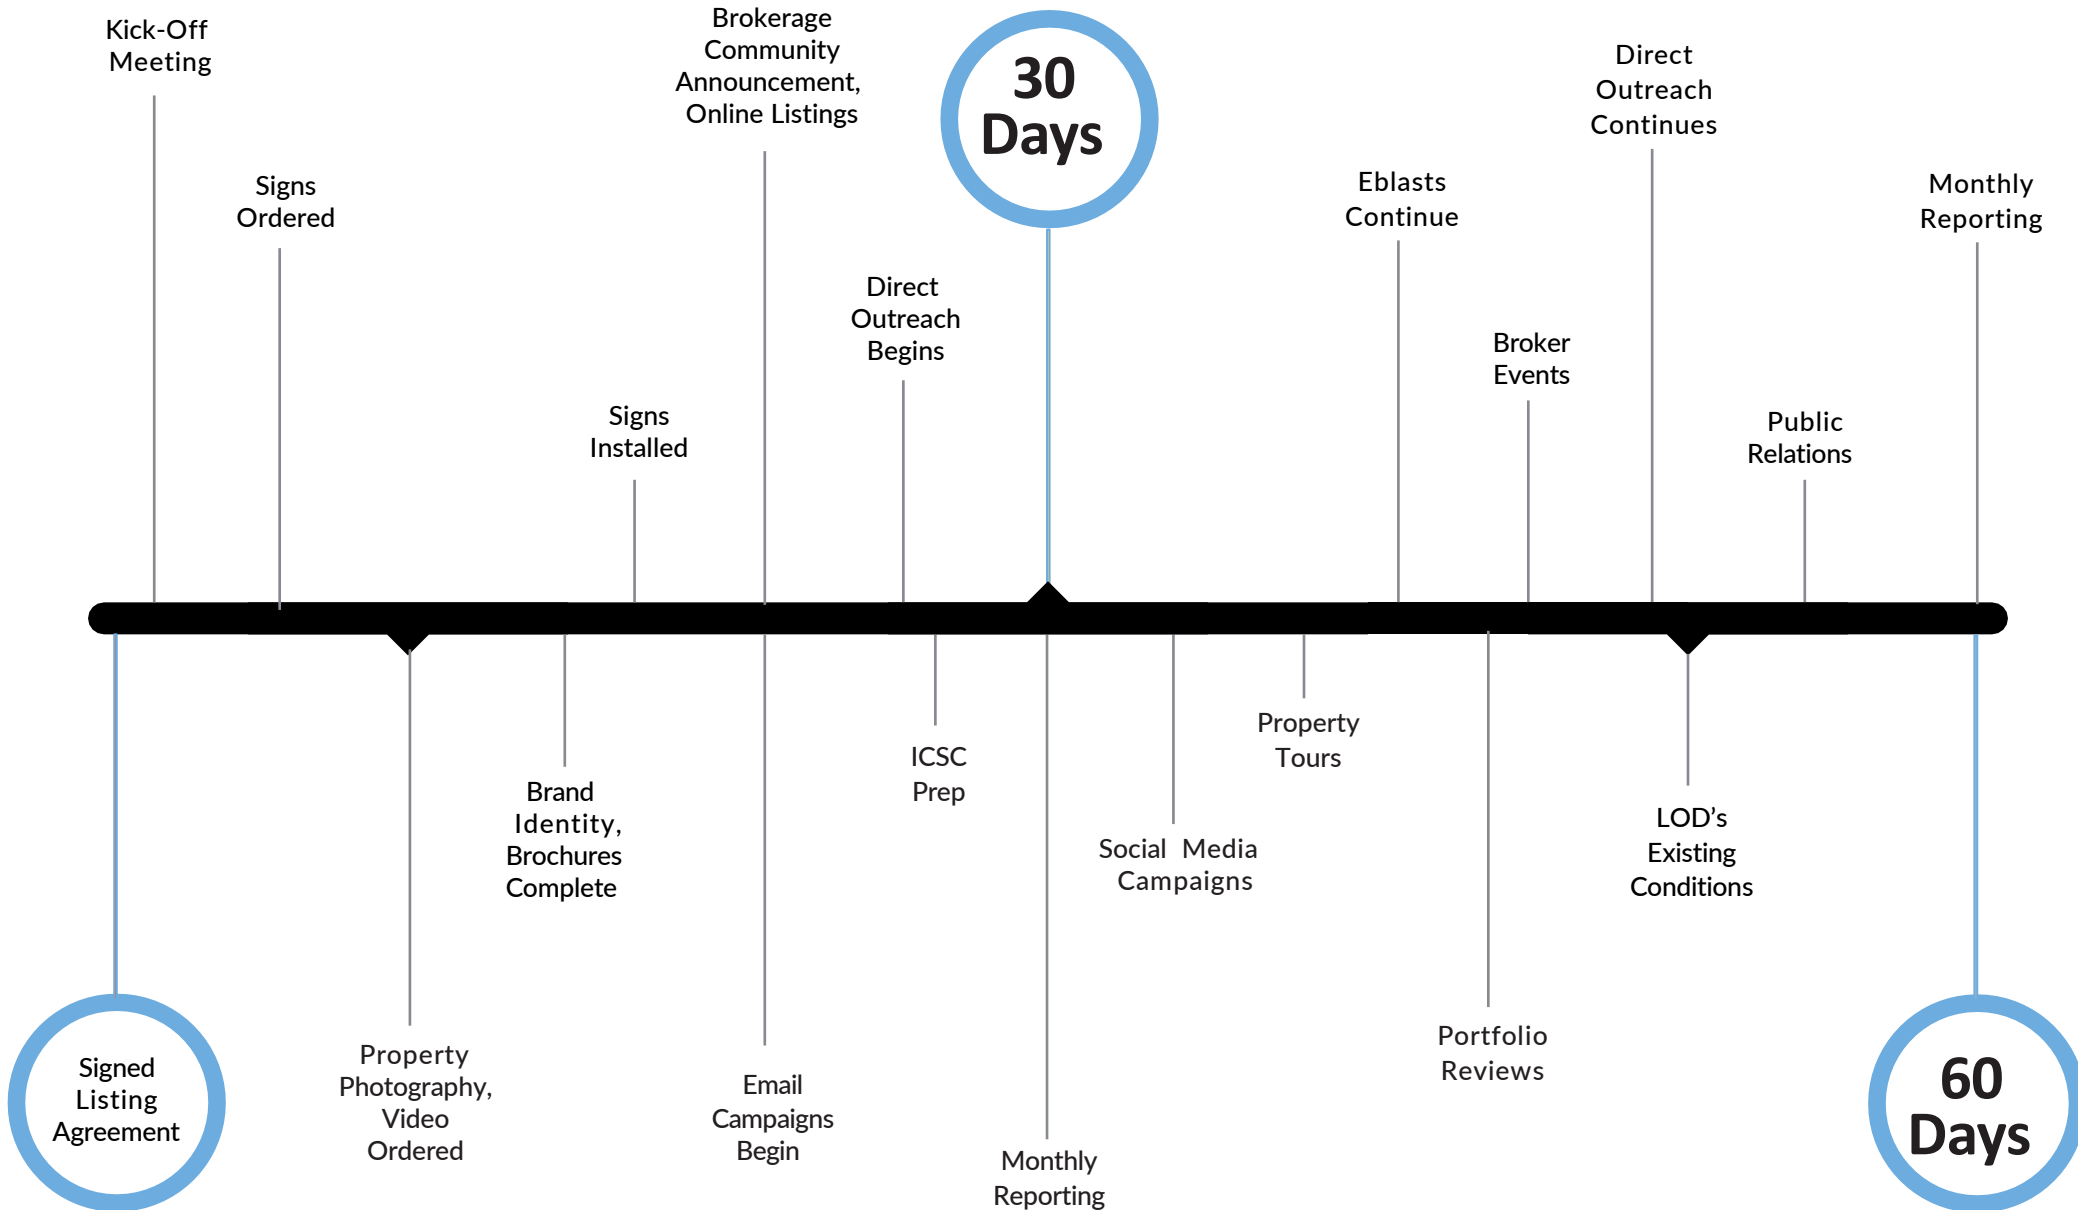 Kick-Off
Meeting
Signs
Ordered
Signs
Installed
Brokerage
Community
Announcement,
Online Listings
Direct
Outreach
Begins
30
Days
Eblasts
Continue
Broker
Events
Direct
Outreach
Continues
Public
Relations
Monthly
Reporting
Signed
Listing
Agreement
Property
Photography,
Video
Ordered
Brand
Identity,
Brochures
Complete
Email
Campaigns
Begin
ICSC
Prep
Monthly
Reporting
Social Media
Campaigns
Property
Tours
Portfolio
Reviews
LOD’s
Existing
Conditions
60
Days